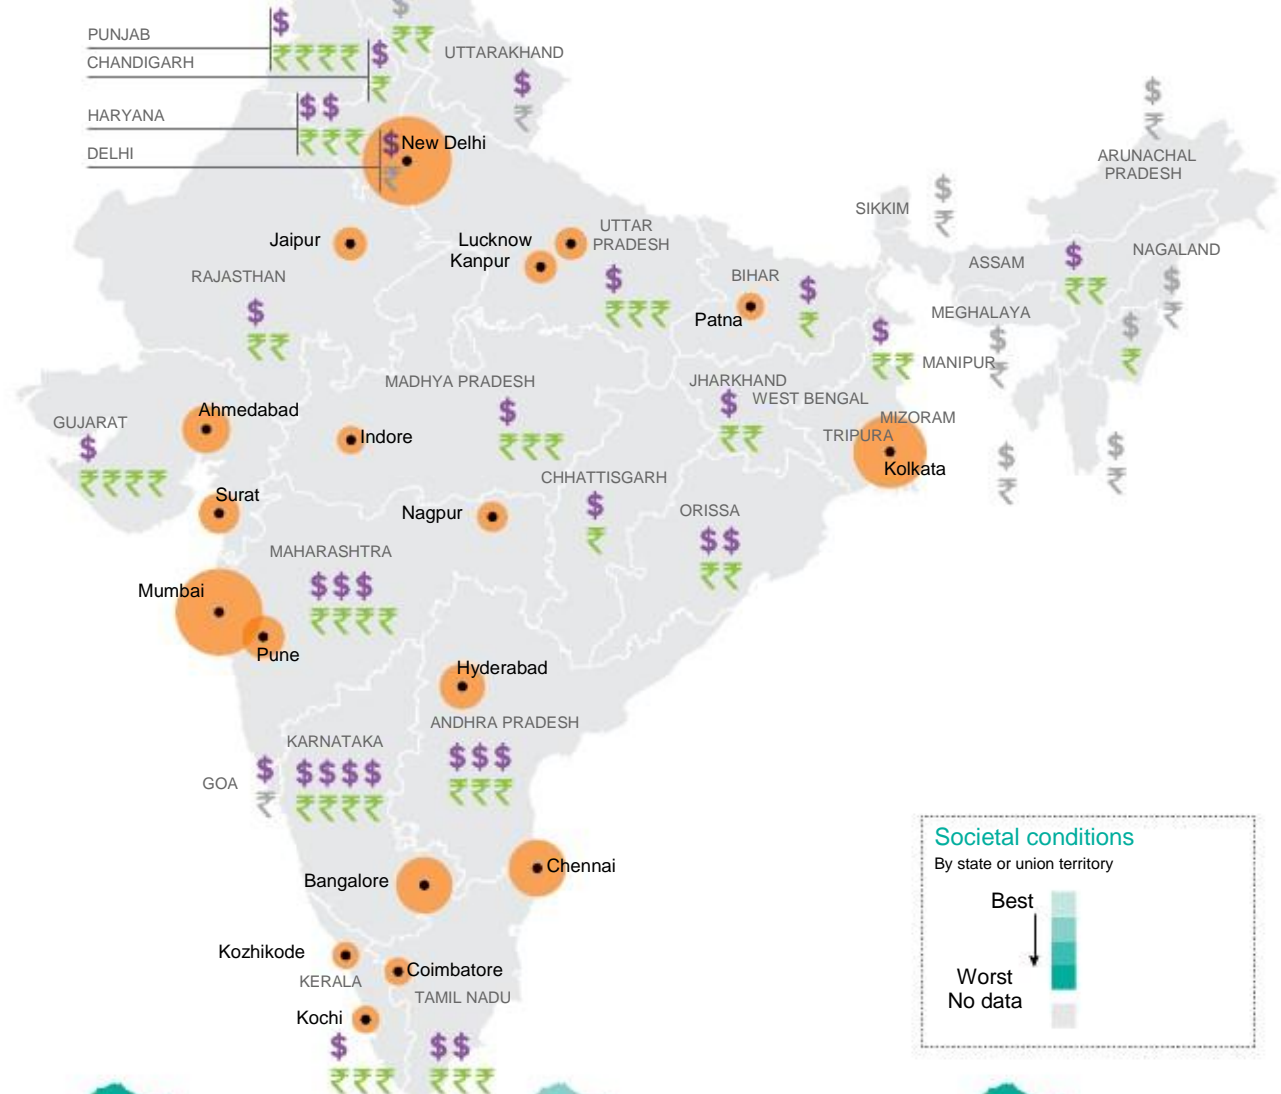 $
₹₹
PUNJAB
$
₹₹₹₹
CHANDIGARH
$
₹
UTTARAKHAND
$
₹
HARYANA
$$
₹₹₹
DELHI
$
₹
New Delhi
$
₹
ARUNACHAL
PRADESH
SIKKIM
$
₹
Jaipur
Lucknow
Kanpur
UTTAR
PRADESH
$
₹₹₹
RAJASTHAN
$
₹₹
BIHAR
$
₹
Patna
ASSAM
$
₹₹
NAGALAND
$
₹
MEGHALAYA
$
₹
$
₹
$
₹₹
MANIPUR
MADHYA PRADESH
$
₹₹₹
JHARKHAND
$
₹₹
WEST BENGAL
MIZORAM
TRIPURA
Kolkata
$
₹
$
₹
GUJARAT
$
₹₹₹₹
Ahmedabad
Indore
Surat
Nagpur
CHHATTISGARH
$
₹
ORISSA
$$
₹₹
MAHARASHTRA
$$$
₹₹₹₹
Mumbai
Pune
Hyderabad
ANDHRA PRADESH
$$$
₹₹₹
KARNATAKA
$$$$
₹₹₹₹
GOA
$
₹
Bangalore
Chennai
Kozhikode
KERALA
Coimbatore
TAMIL NADU
Kochi
$
₹₹₹
$$
₹₹₹
Societal conditions
By state or union territory
Best
Worst
No data